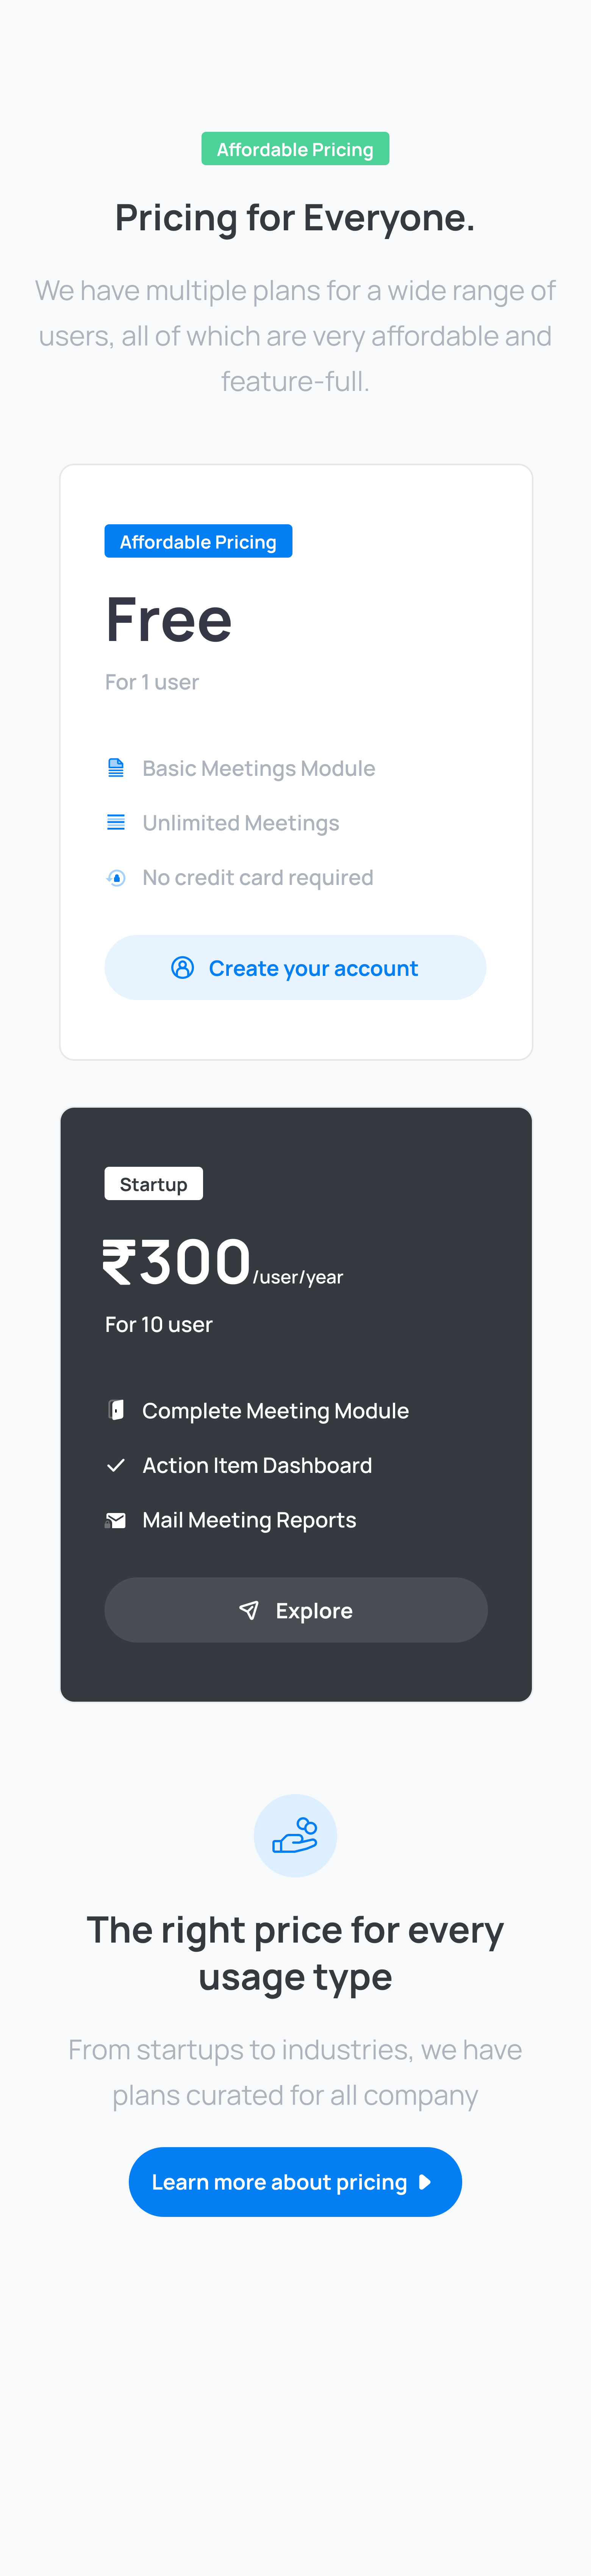 Affordable Pricing
Pricing for Everyone.
We have multiple plans for a wide range of
users, all of which are very affordable and
feature-full.
Affordable Pricing
Free
For 1 user
Basic Meetings Module
Unlimited Meetings
No credit card required
Create your account
Startup
₹300/user/year
For 10 user
Complete Meeting Module
Action Item Dashboard
Mail Meeting Reports
Explore
The right price for every
usage type
From startups to industries, we have
plans curated for all company
Learn more about pricing